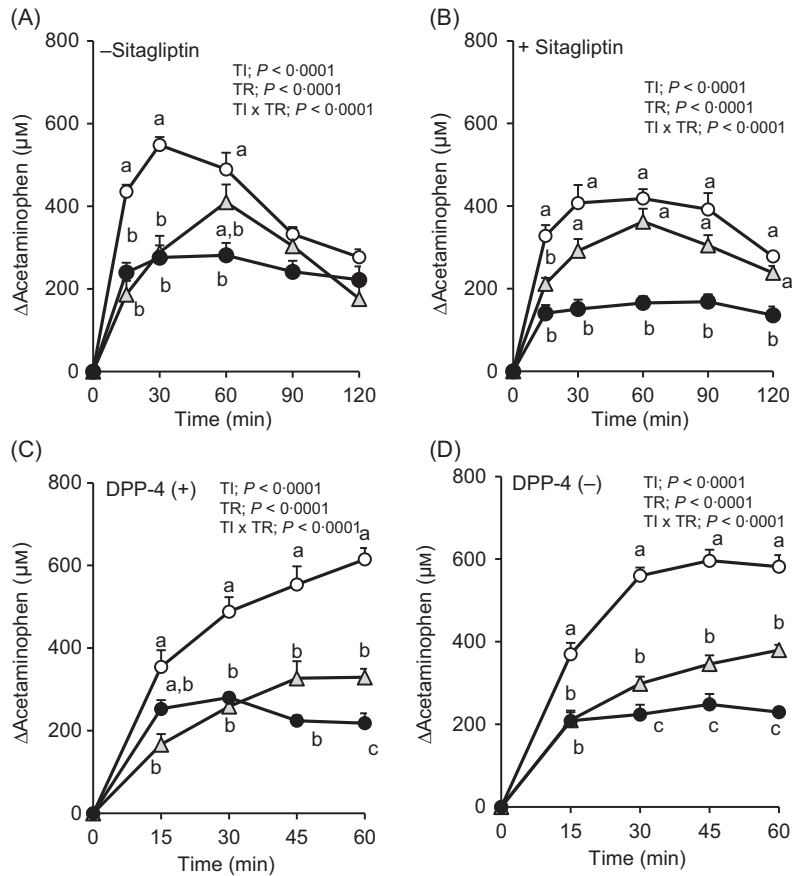 (A)
–Sitagliptin
TI; P < 0·0001
TR; P < 0·0001
TI x TR; P < 0·0001
ΔAcetaminophen (μM)
800
600
400
200
0
a
a
a
b
b
a,b
b
b
b
0
30
60
90
120
Time (min)
(B)
+ Sitagliptin
TI; P < 0·0001
TR; P < 0·0001
TI x TR; P < 0·0001
ΔAcetaminophen (μM)
800
600
400
200
0
a
a
a
a
a
b
a
a
a
a
b
b
b
b
b
0
30
60
90
120
Time (min)
(C)
DPP-4 (+)
TI; P < 0·0001
TR; P < 0·0001
TI x TR; P < 0·0001
ΔAcetaminophen (μM)
800
600
400
200
0
a
a
a
a
a,b
b
b
b
b
b
b
c
0
15
30
45
60
Time (min)
(D)
DPP-4 (–)
TI; P < 0·0001
TR; P < 0·0001
TI x TR; P < 0·0001
ΔAcetaminophen (μM)
800
600
400
200
0
a
a
a
a
b
b
b
b
b
c
c
c
0
15
30
45
60
Time (min)